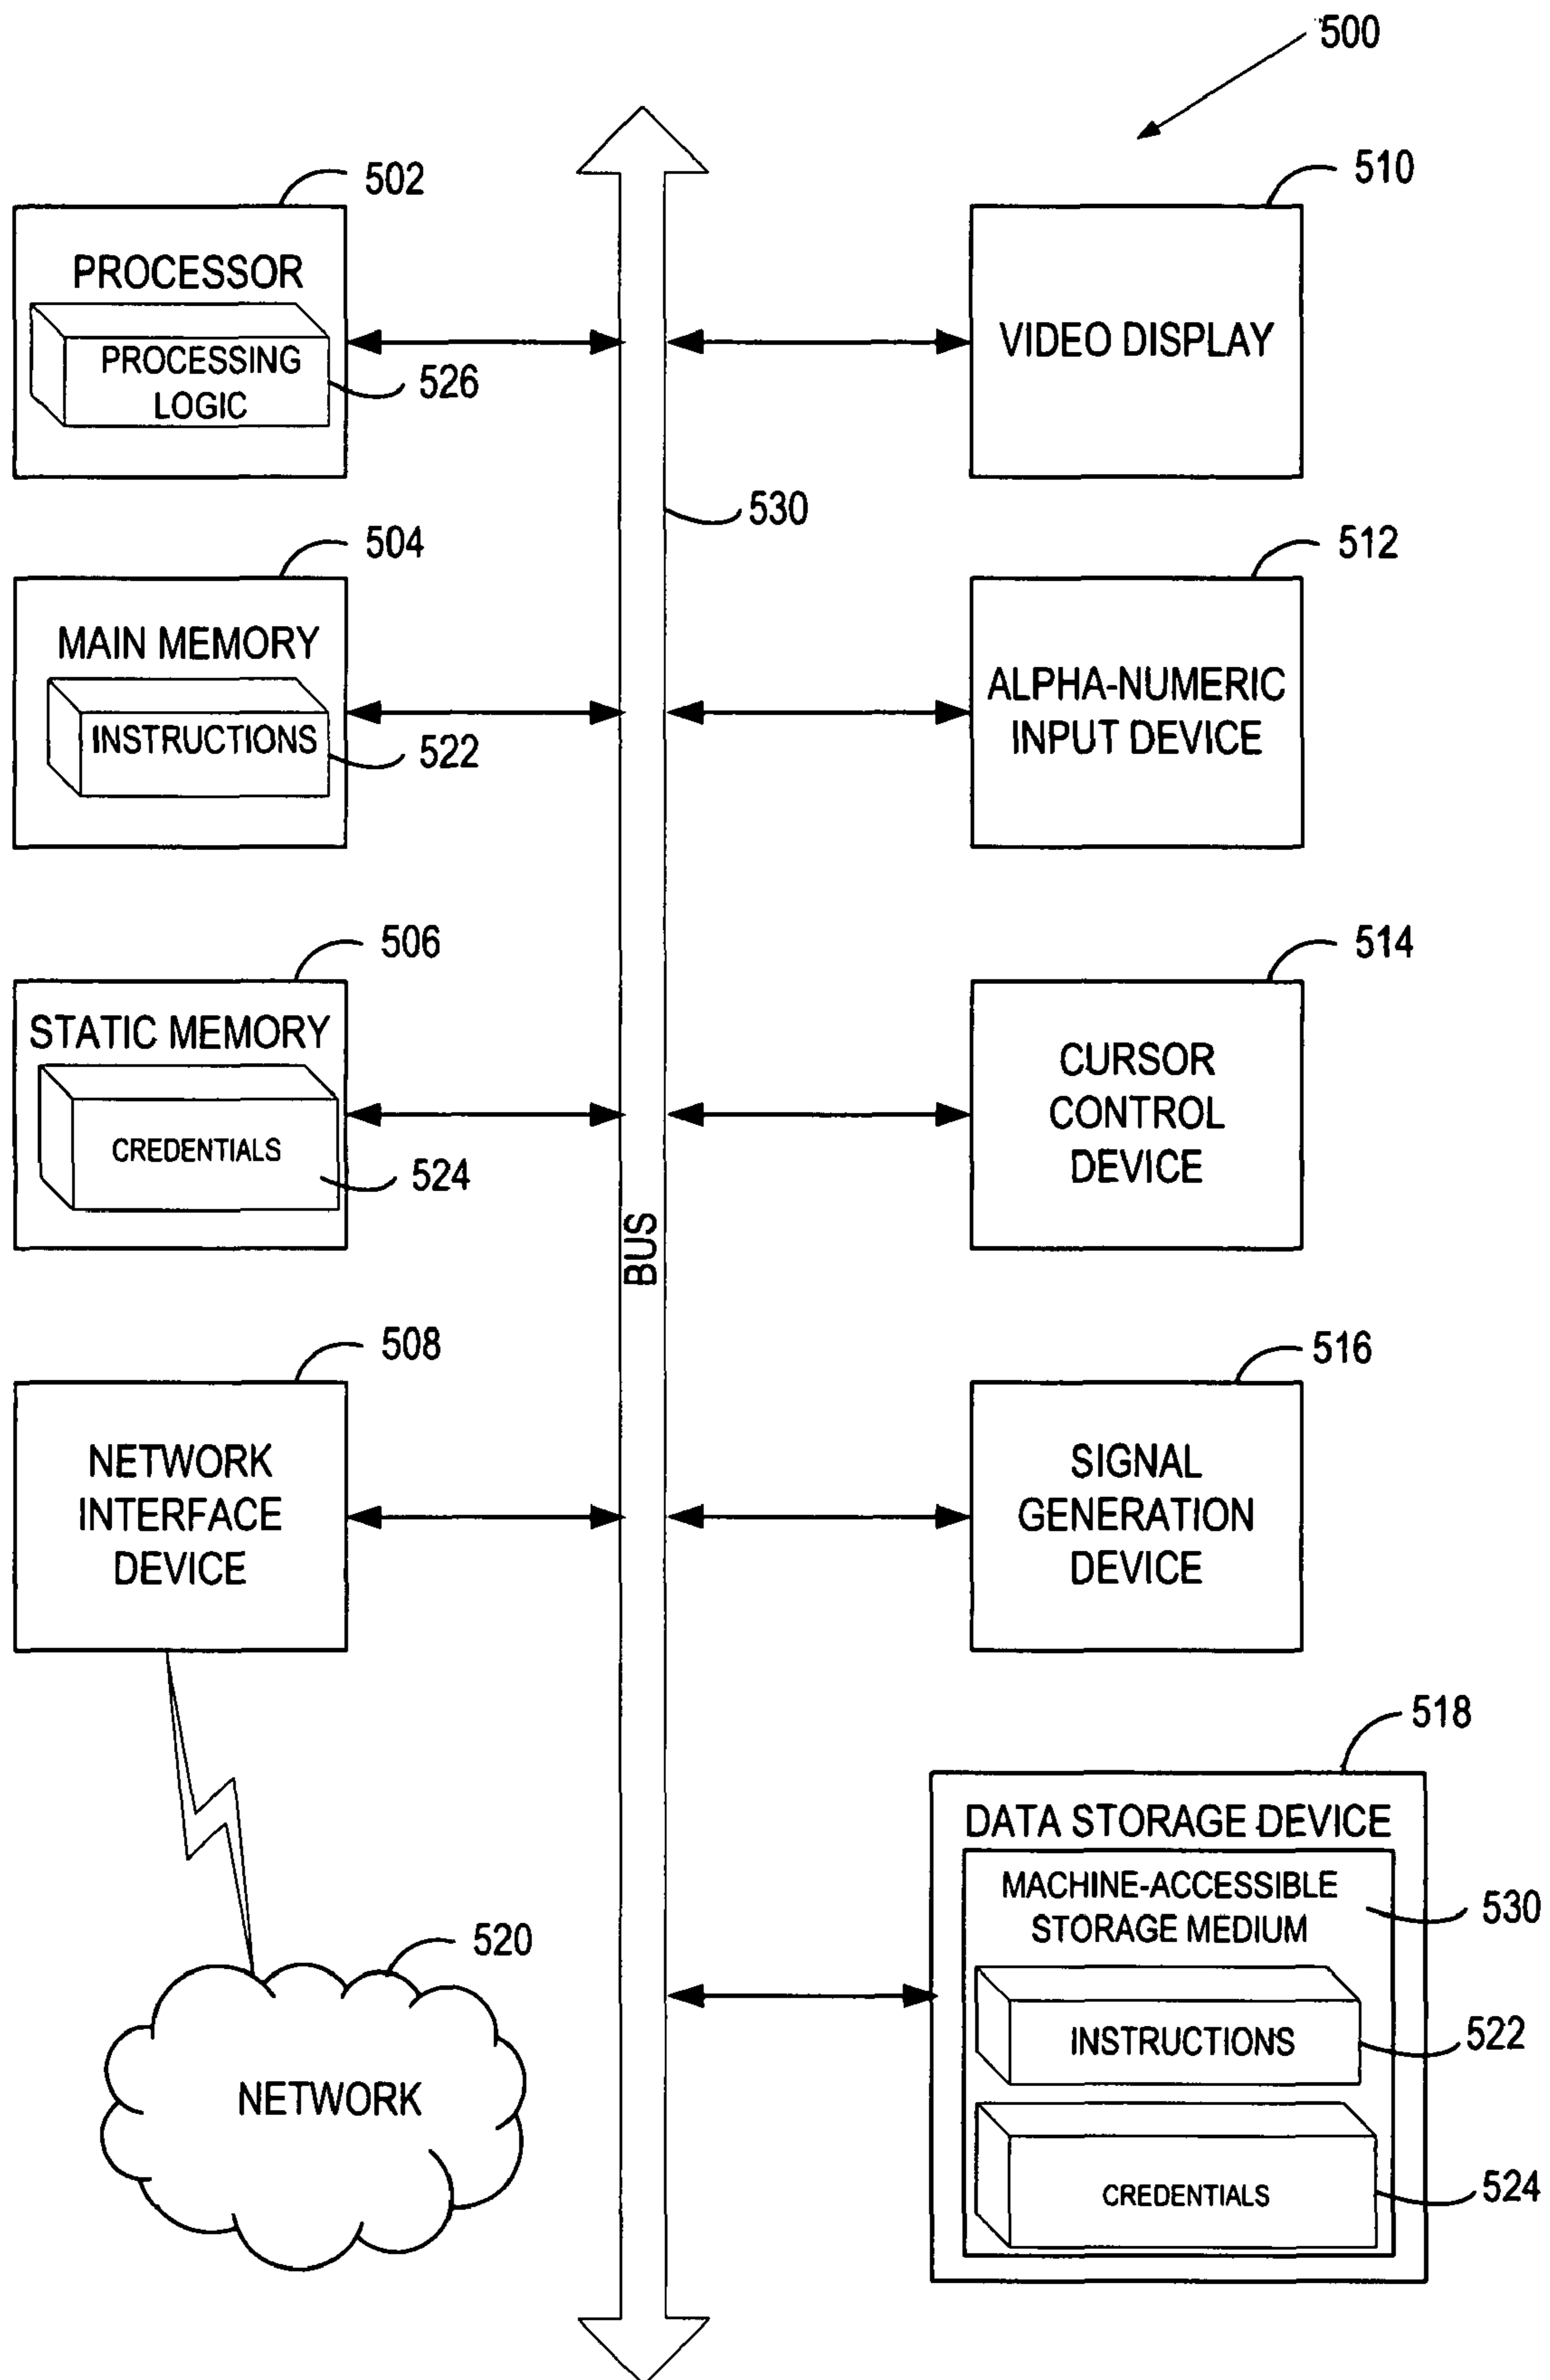 500
502
PROCESSOR
PROCESSING
LOGIC
526
510
VIDEO DISPLAY
530
504
MAIN MEMORY
INSTRUCTIONS
522
512
ALPHA-NUMERIC
INPUT DEVICE
506
STATIC MEMORY
CREDENTIALS
524
514
CURSOR
CONTROL
DEVICE
BUS
508
NETWORK
INTERFACE
DEVICE
516
SIGNAL
GENERATION
DEVICE
520
NETWORK
518
DATA STORAGE DEVICE
MACHINE-ACCESSIBLE
STORAGE MEDIUM
530
INSTRUCTIONS
522
CREDENTIALS
524